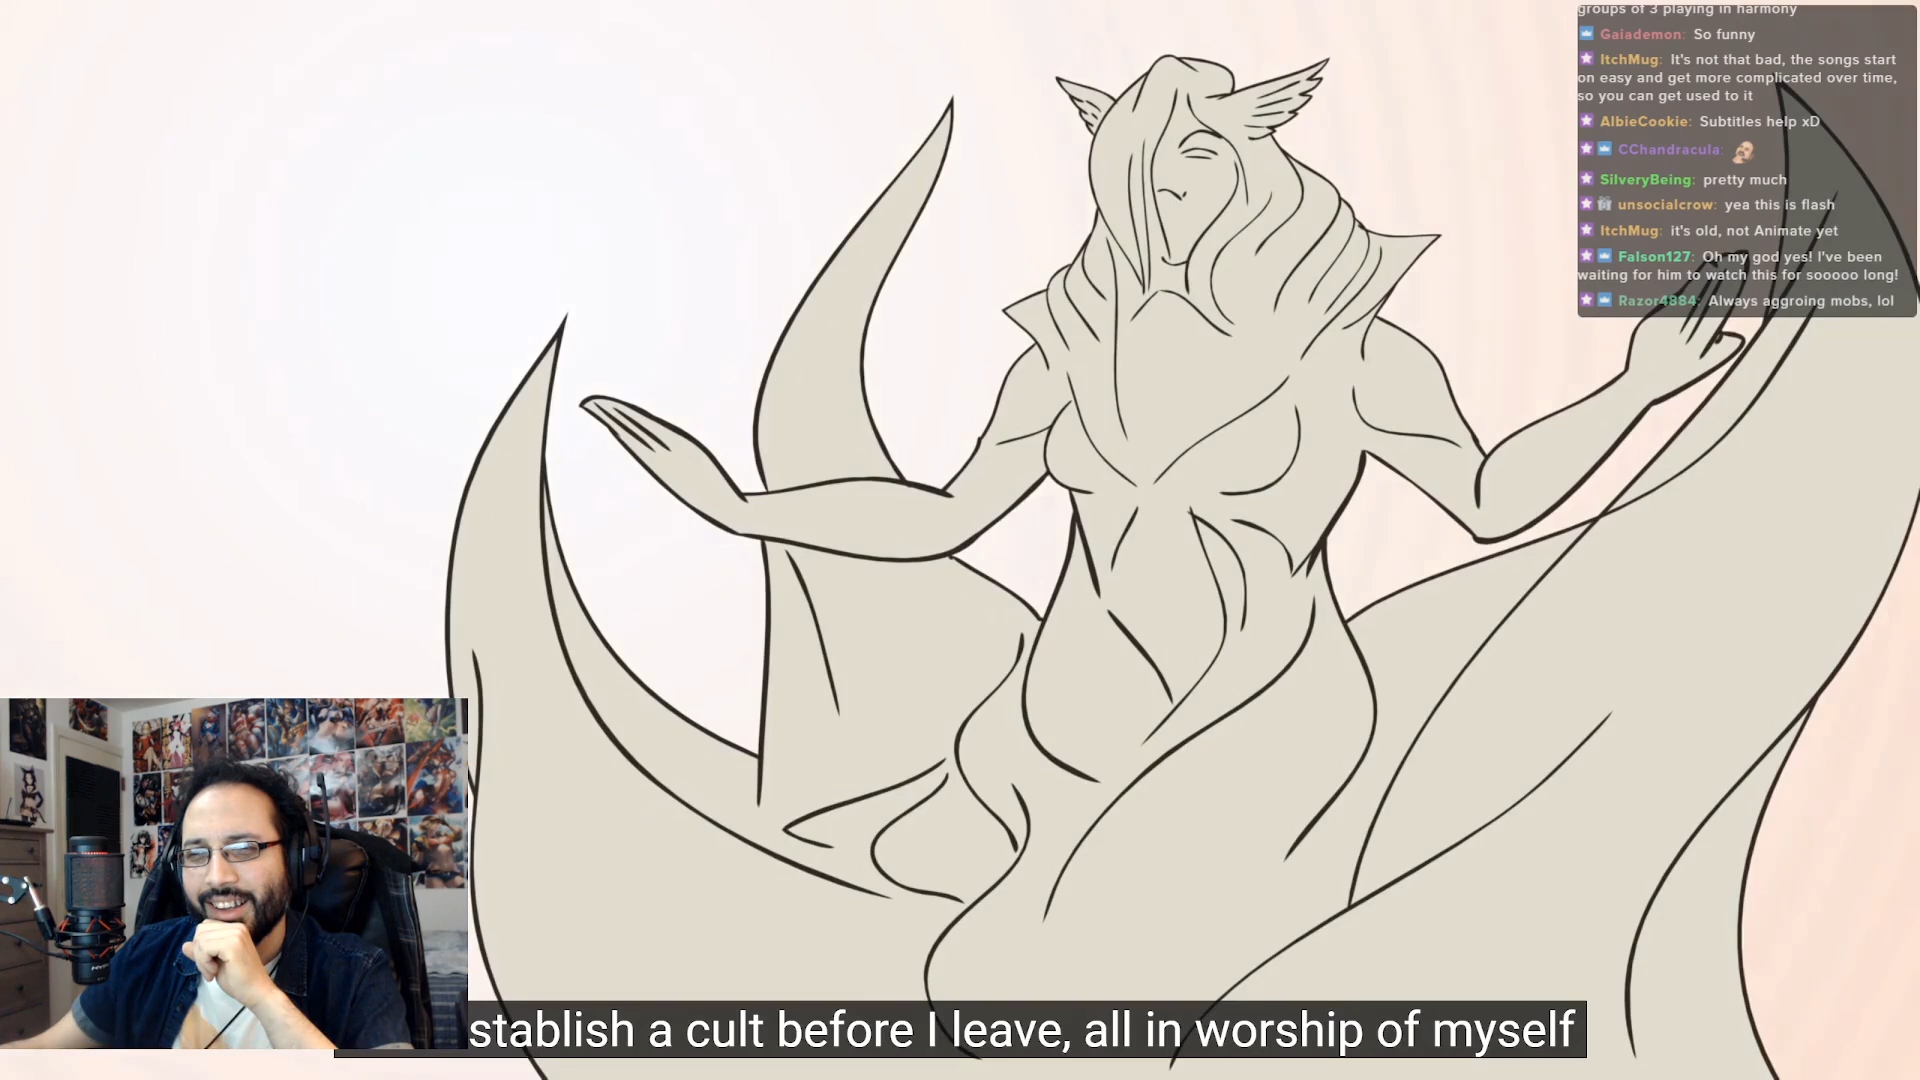 groups of 3 playing in harmony
Gaiademon: So funny
ItchMug: It's not that bad, the songs start
on easy and get more complicated over time,
so you can get used to it
AlbieCookie: Subtitles help xD
CChandracula:
SilveryBeing: pretty much
unsocialcrow: yea this is flash
ItchMug: it's old, not Animate yet
Falson127: Oh my god yes! I've been
waiting for him to watch this for sooooo long!
Razor4884: Always aggroing mobs, lol
stablish a cult before I leave, all in worship of myself